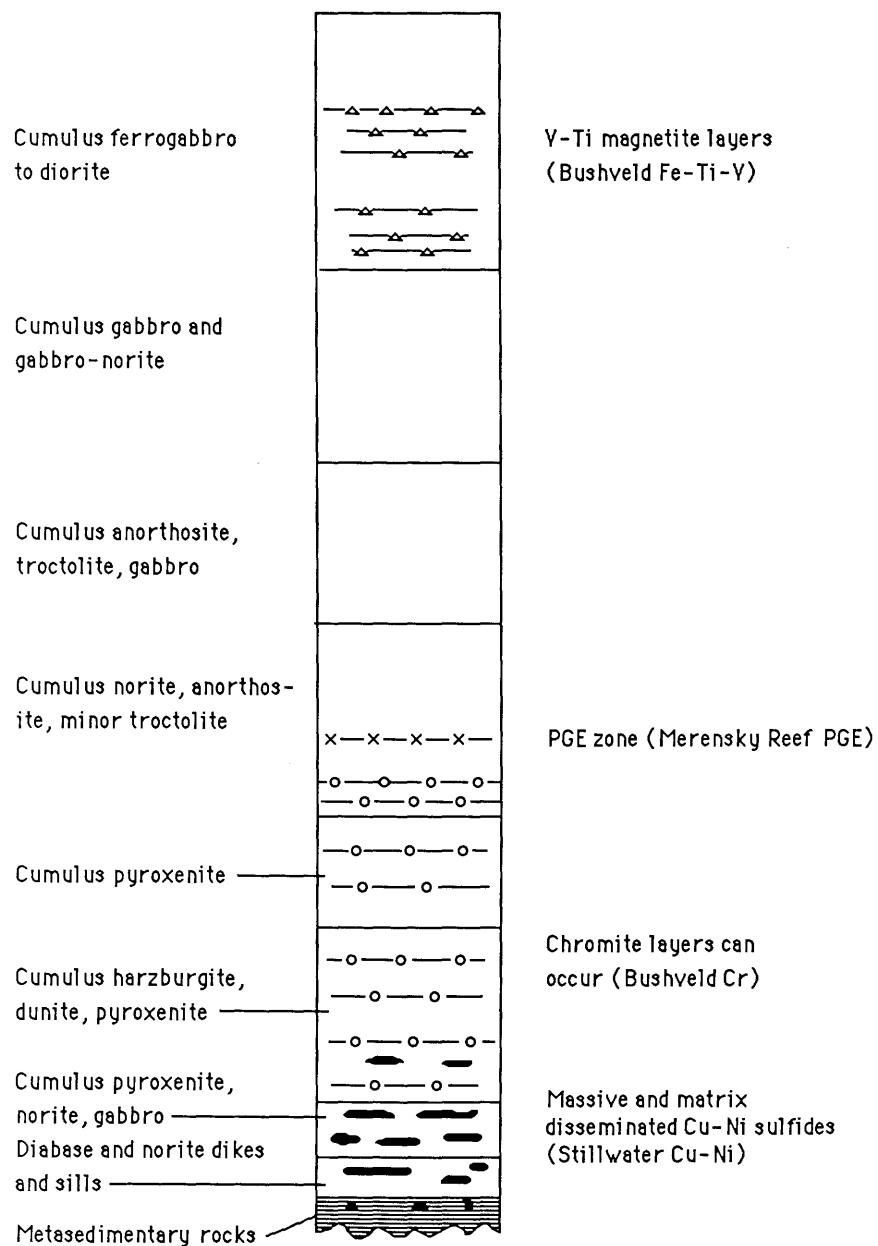 Cumulus ferrogabbro
to diorite
V-Ti magnetite layers
(Bushveld Fe-Ti-V)
Cumulus gabbro and
gabbro-norite
Cumulus anorthosite,
troctolite, gabbro
Cumulus norite, anorthos-
ite, minor troctolite
PGE zone (Merensky Reef PGE)
Cumulus pyroxenite
Chromite layers can
occur (Bushveld Cr)
Cumulus harzburgite,
dunite, pyroxenite
Cumulus pyroxenite,
norite, gabbro
Massive and matrix
disseminated Cu-Ni sulfides
(Stillwater Cu-Ni)
Diabase and norite dikes
and sills
Metasedimentary rocks